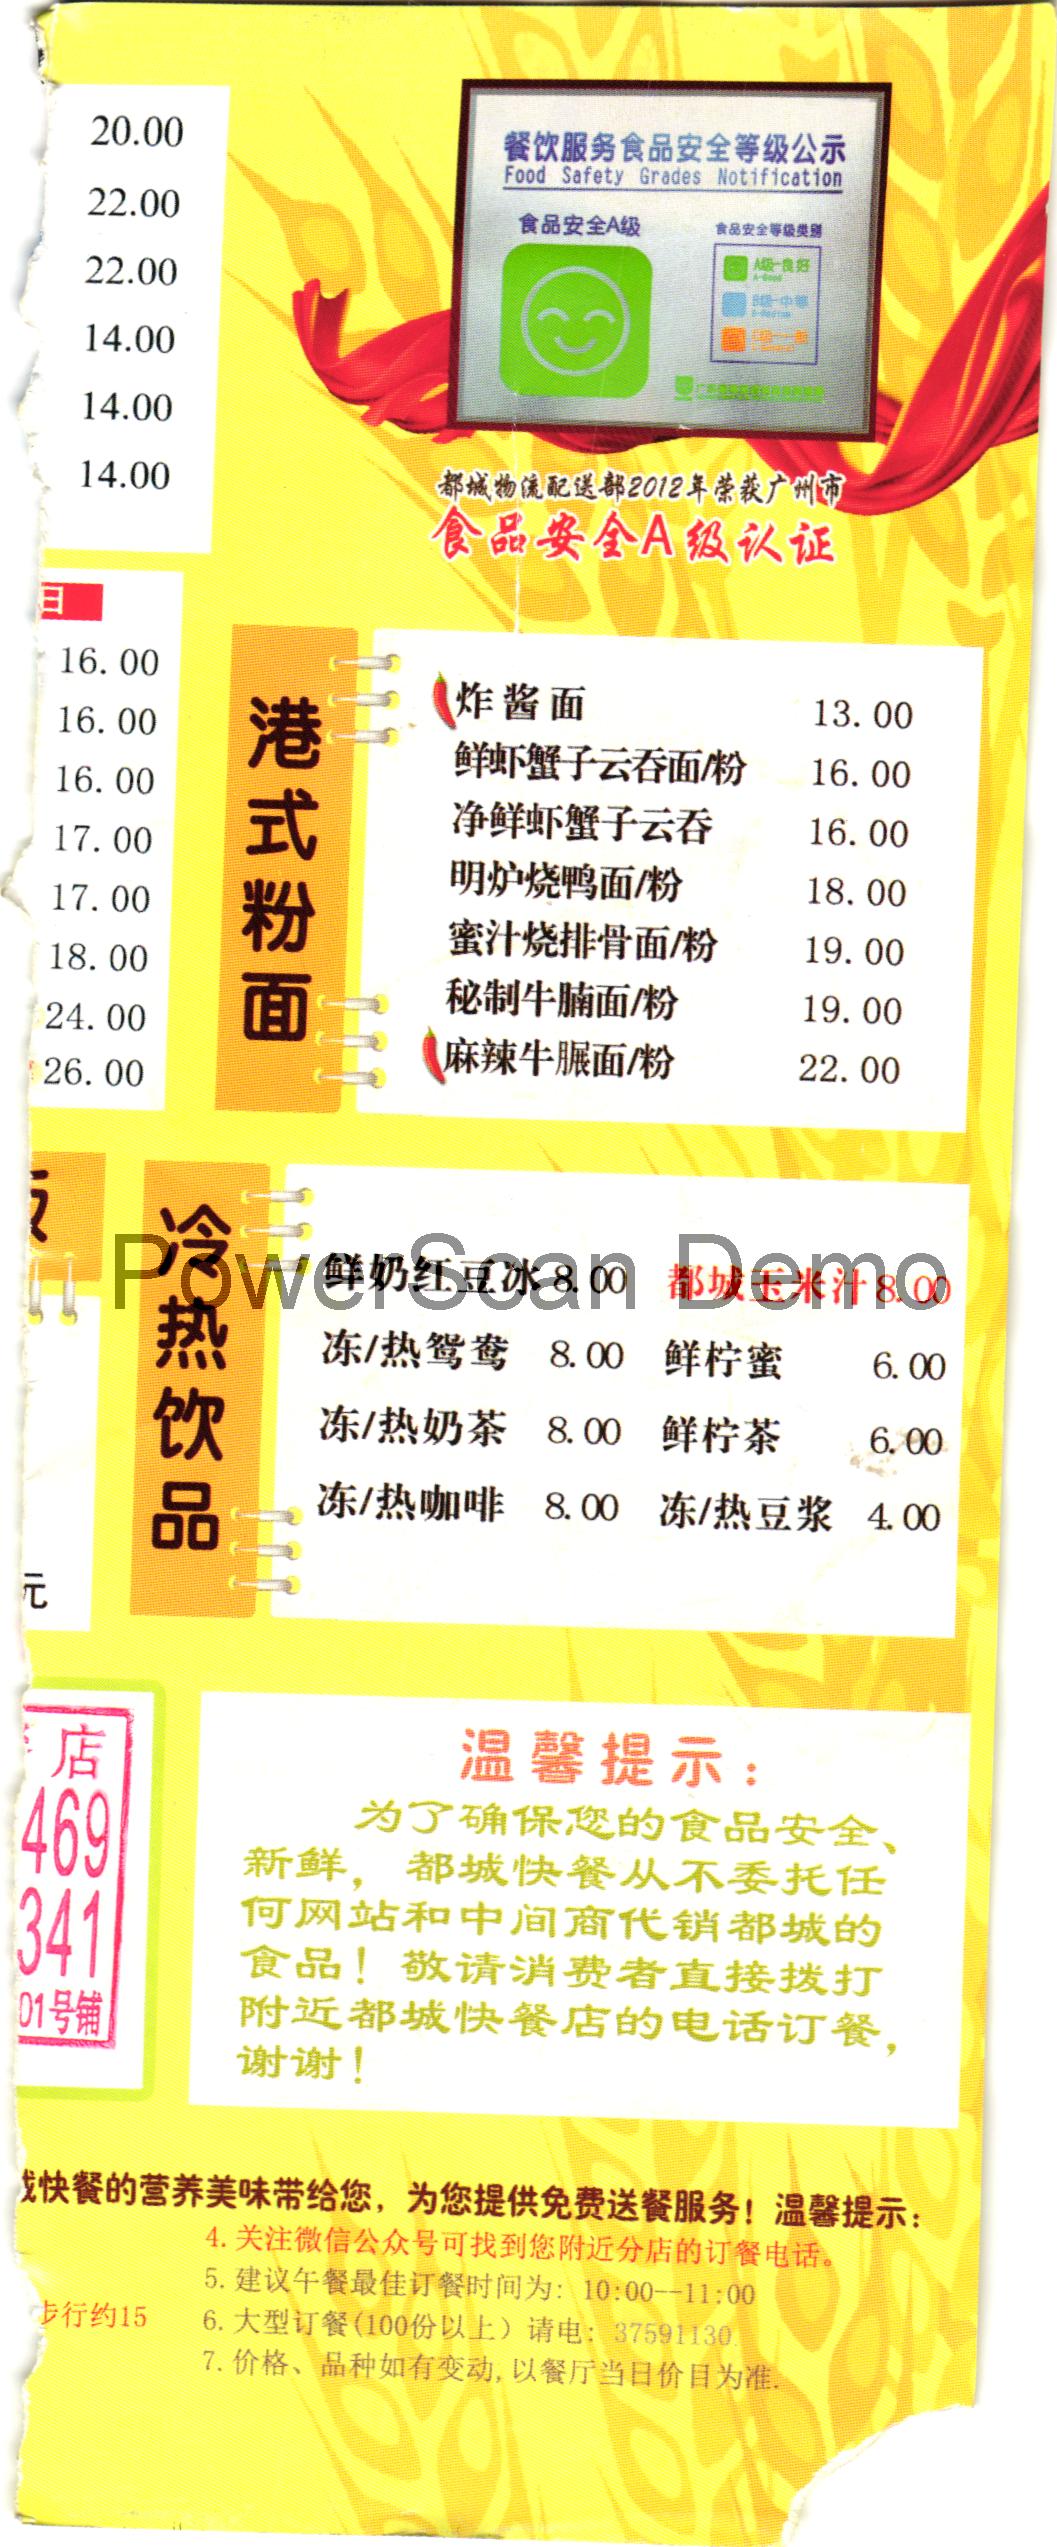 20.00
22.00
22.00
14.00
14.00
14.00
餐饮服务食品安全等级公示
Food Safety Grades Notification
食品安全A级
食品安全等级类别
A级-良好
B级-中等
都城物流配送部2012年荣获广州市
食品安全A级认证
日
16.00
16.00
16.00
17.00
17.00
18.00
24.00
26.00
港式粉面
炸酱面 13.00
鲜虾蟹子云吞面/粉 16.00
净鲜虾蟹子云吞 16.00
明炉烧鸭面/粉 18.00
蜜汁烧排骨面/粉 19.00
秘制牛腩面/粉 19.00
麻辣牛腒面/粉 22.00
冷热饮品
鲜奶红豆冰 8.00 都城玉米汁 8.00
冻/热鸳鸯 8.00 鲜柠蜜 6.00
冻/热奶茶 8.00 鲜柠茶 6.00
冻/热咖啡 8.00 冻/热豆浆 4.00
PowerScan Demo
元
店
469
341
01号铺
温馨提示：
为了确保您的食品安全、
新鲜，都城快餐从不委托任
何网站和中间商代销都城的
食品！敬请消费者直接拨打
附近都城快餐店的电话订餐，
谢谢！
城快餐的营养美味带给您，为您提供免费送餐服务！温馨提示：
4.关注微信公众号可找到您附近分店的订餐电话。
5.建议午餐最佳订餐时间为：10:00--11:00
步行约15
6.大型订餐(100份以上）请电：37591130
7.价格、品种如有变动,以餐厅当日价目为准.